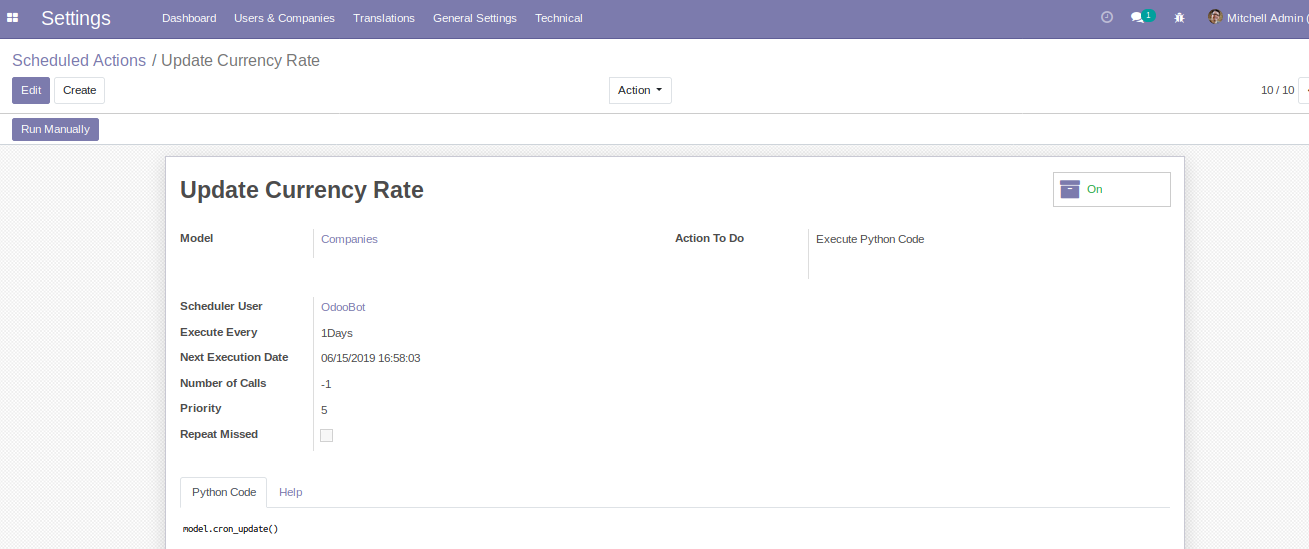 Settings Dashboard Users & Companies Translations General Settings Technical 1 Mitchell Admin (
Scheduled Actions / Update Currency Rate
Edit Create Action 10 / 10
Run Manually
Update Currency Rate On
Model Companies Action To Do Execute Python Code
Scheduler User OdooBot
Execute Every 1Days
Next Execution Date 06/15/2019 16:58:03
Number of Calls -1
Priority 5
Repeat Missed
Python Code Help
model.cron_update()